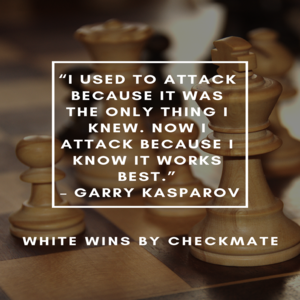 “I USED TO ATTACK
BECAUSE IT WAS
THE ONLY THING I
KNEW. NOW I
ATTACK BECAUSE I
KNOW IT WORKS
BEST.”
– GARRY KASPAROV
WHITE WINS BY CHECKMATE